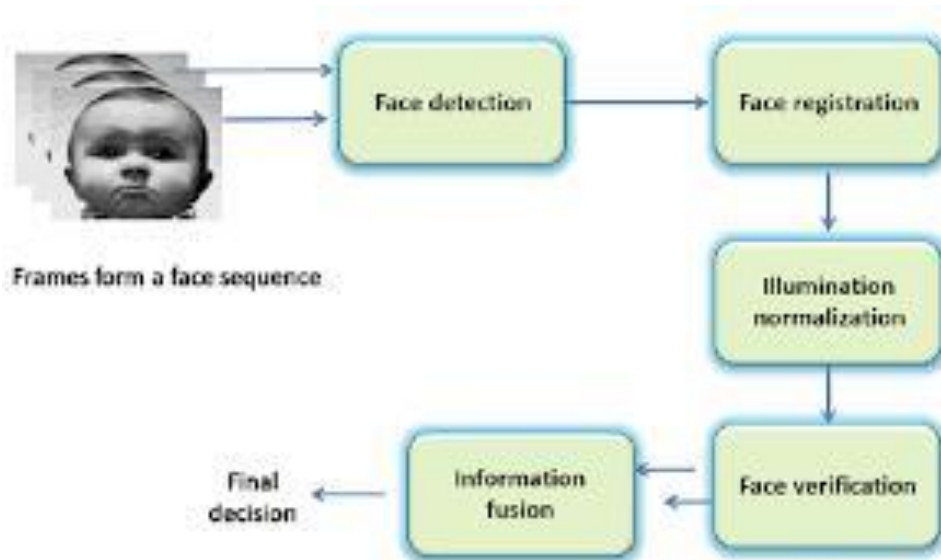 Face detection
Face registration
Frames form a face sequence
Illumination
normalization
Face verification
Information
fusion
Final
decision